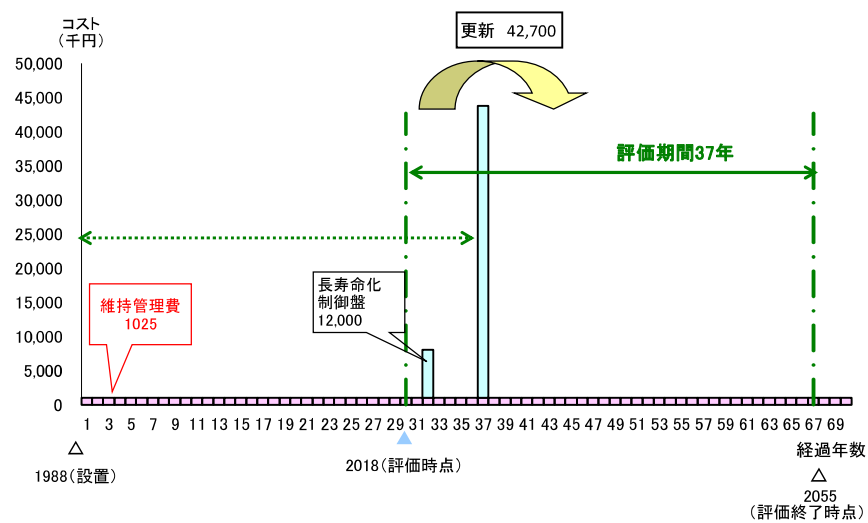 コスト
（千円）
更新 42,700
50,000
45,000
40,000
35,000
30,000
25,000
20,000
15,000
10,000
5,000
0
評価期間37年
長寿命化
制御盤
12,000
維持管理費
1025
1 3 5 7 9 11 13 15 17 19 21 23 25 27 29 31 33 35 37 39 41 43 45 47 49 51 53 55 57 59 61 63 65 67 69
経過年数
1988（設置）
2018（評価時点）
2055
（評価終了時点）